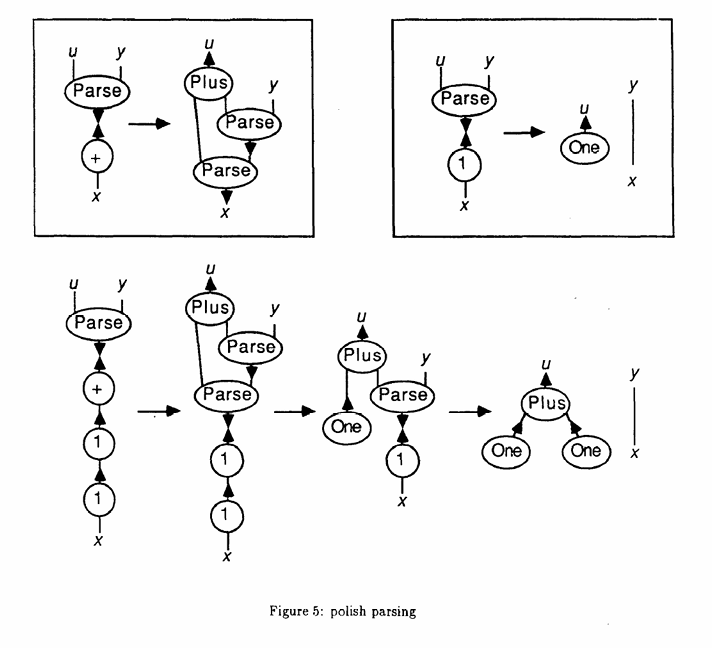 u y
Parse
+
x
u
Plus
y
Parse
Parse
x
u y
Parse
1
x
u
One
y
x
u y
Parse
+
1
1
x
u
Plus
y
Parse
Parse
1
1
x
u
Plus
y
Parse
One
1
x
u
Plus
One One
y
x
Figure 5: polish parsing